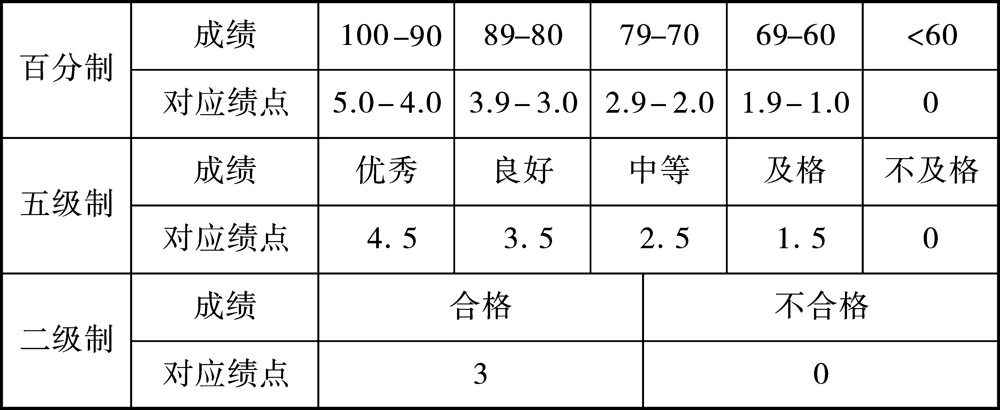 百分制 成绩 100-90 89-80 79-70 69-60 <60
对应绩点 5.0-4.0 3.9-3.0 2.9-2.0 1.9-1.0 0
五级制 成绩 优秀 良好 中等 及格 不及格
对应绩点 4.5 3.5 2.5 1.5 0
二级制 成绩 合格 不合格
对应绩点 3 0